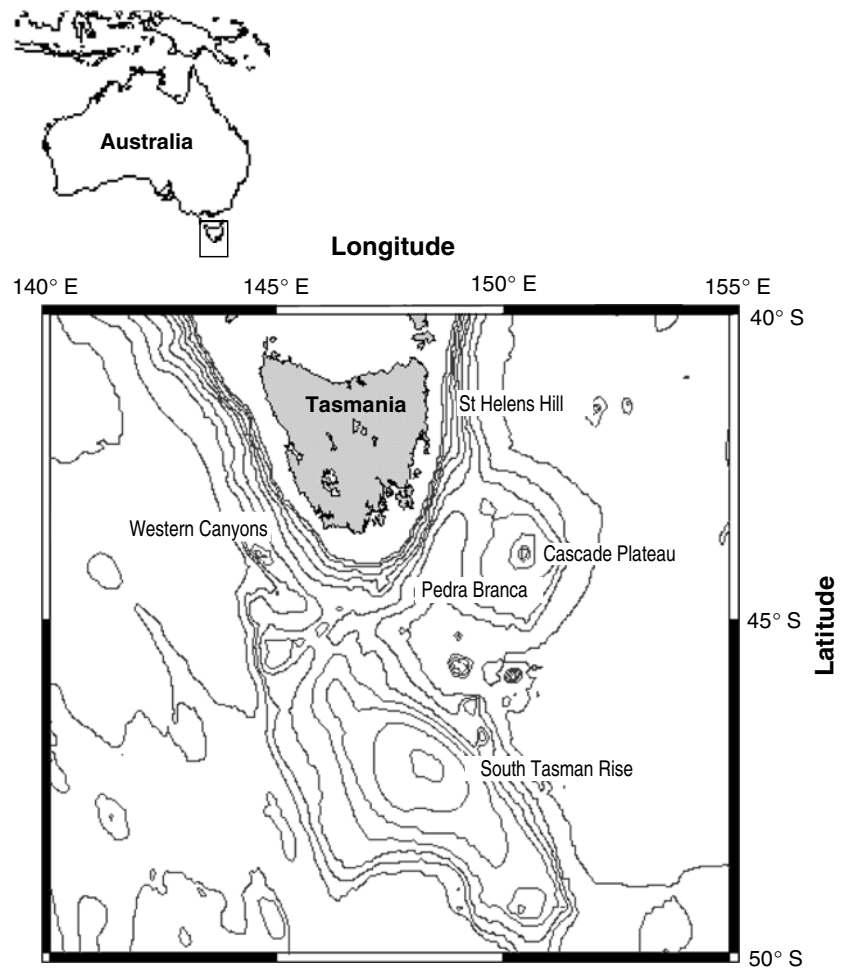 Australia
Longitude
140° E
145° E
150° E
155° E
40° S
Tasmania
St Helens Hill
Western Canyons
Cascade Plateau
Pedra Branca
45° S
Latitude
South Tasman Rise
50° S